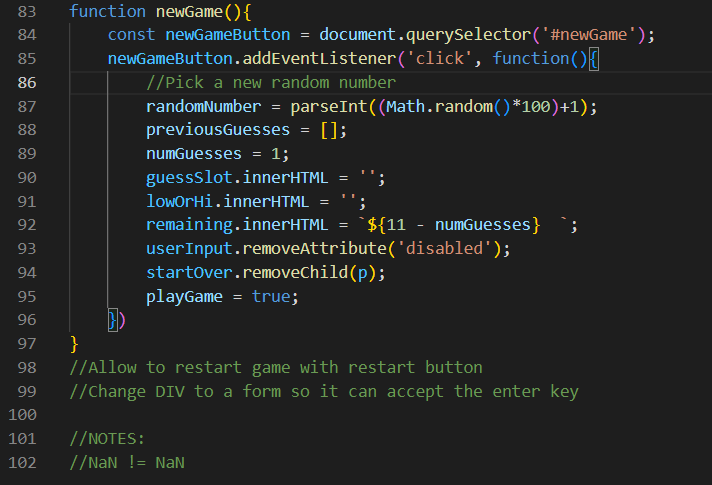 83 function newGame(){
84     const newGameButton = document.querySelector('#newGame');
85     newGameButton.addEventListener('click', function(){
86         //Pick a new random number
87         randomNumber = parseInt((Math.random()*100)+1);
88         previousGuesses = [];
89         numGuesses = 1;
90         guessSlot.innerHTML = '';
91         lowOrHi.innerHTML = '';
92         remaining.innerHTML = `${11 - numGuesses}  `;
93         userInput.removeAttribute('disabled');
94         startOver.removeChild(p);
95         playGame = true;
96     })
97 }
98 //Allow to restart game with restart button
99 //Change DIV to a form so it can accept the enter key
100
101 //NOTES:
102 //NaN != NaN